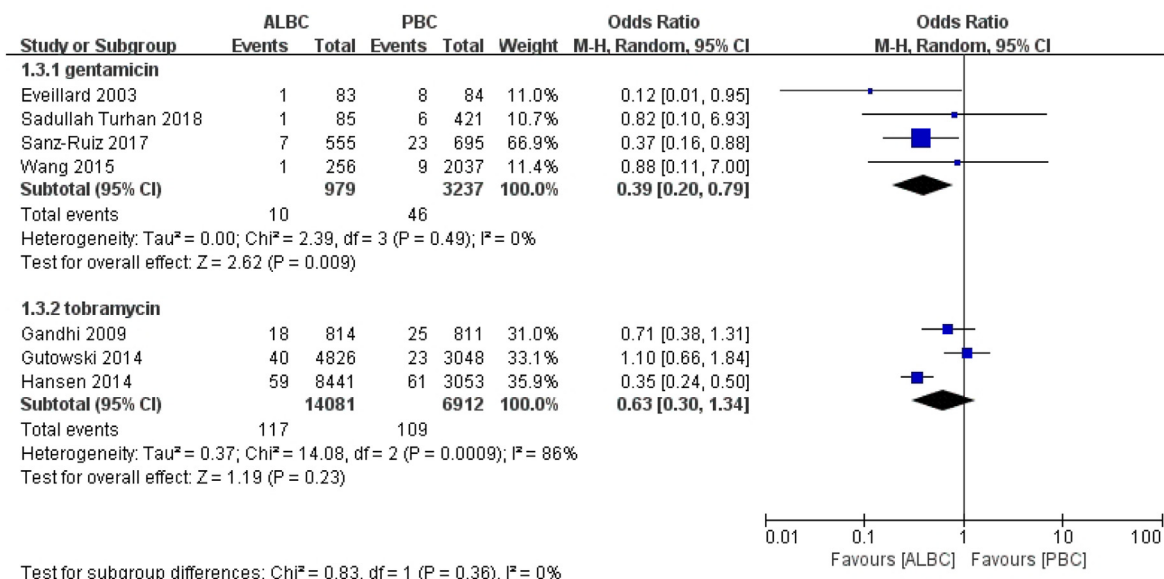 ALBC PBC Odds Ratio Odds Ratio
Study or Subgroup Events Total Events Total Weight M-H, Random, 95% CI M-H, Random, 95% CI
1.3.1 gentamicin
Eveillard 2003 1 83 8 84 11.0% 0.12 [0.01, 0.95]
Sadullah Turhan 2018 1 85 6 421 10.7% 0.82 [0.10, 6.93]
Sanz-Ruiz 2017 7 555 23 695 66.9% 0.37 [0.16, 0.88]
Wang 2015 1 256 9 2037 11.4% 0.88 [0.11, 7.00]
Subtotal (95% CI) 979 3237 100.0% 0.39 [0.20, 0.79]
Total events 10 46
Heterogeneity: Tau² = 0.00; Chi² = 2.39, df = 3 (P = 0.49); I² = 0%
Test for overall effect: Z = 2.62 (P = 0.009)
1.3.2 tobramycin
Gandhi 2009 18 814 25 811 31.0% 0.71 [0.38, 1.31]
Gutowski 2014 40 4826 23 3048 33.1% 1.10 [0.66, 1.84]
Hansen 2014 59 8441 61 3053 35.9% 0.35 [0.24, 0.50]
Subtotal (95% CI) 14081 6912 100.0% 0.63 [0.30, 1.34]
Total events 117 109
Heterogeneity: Tau² = 0.37; Chi² = 14.08, df = 2 (P = 0.0009); I² = 86%
Test for overall effect: Z = 1.19 (P = 0.23)
0.01 0.1 1 10 100
Favours [ALBC] Favours [PBC]
Test for subgroup differences: Chi² = 0.83, df = 1 (P = 0.36), I² = 0%